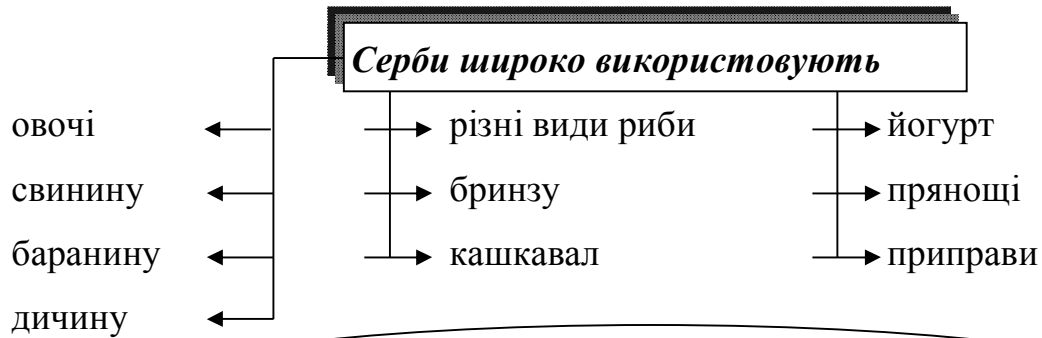 Серби широко використовують
овочі різні види риби йогурт
свинину бринзу прянощі
баранину кашкавал приправи
дичину